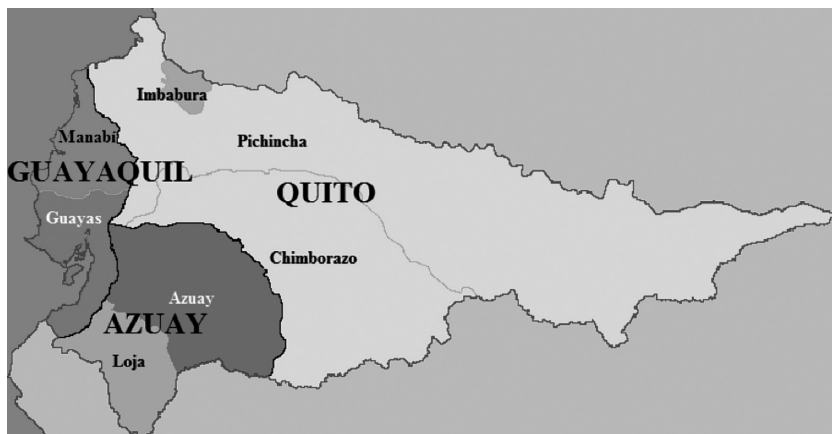 Imbabura
Manabí
Pichincha
GUAYAQUIL
QUITO
Guayas
Chimborazo
Azuay
AZUAY
Loja